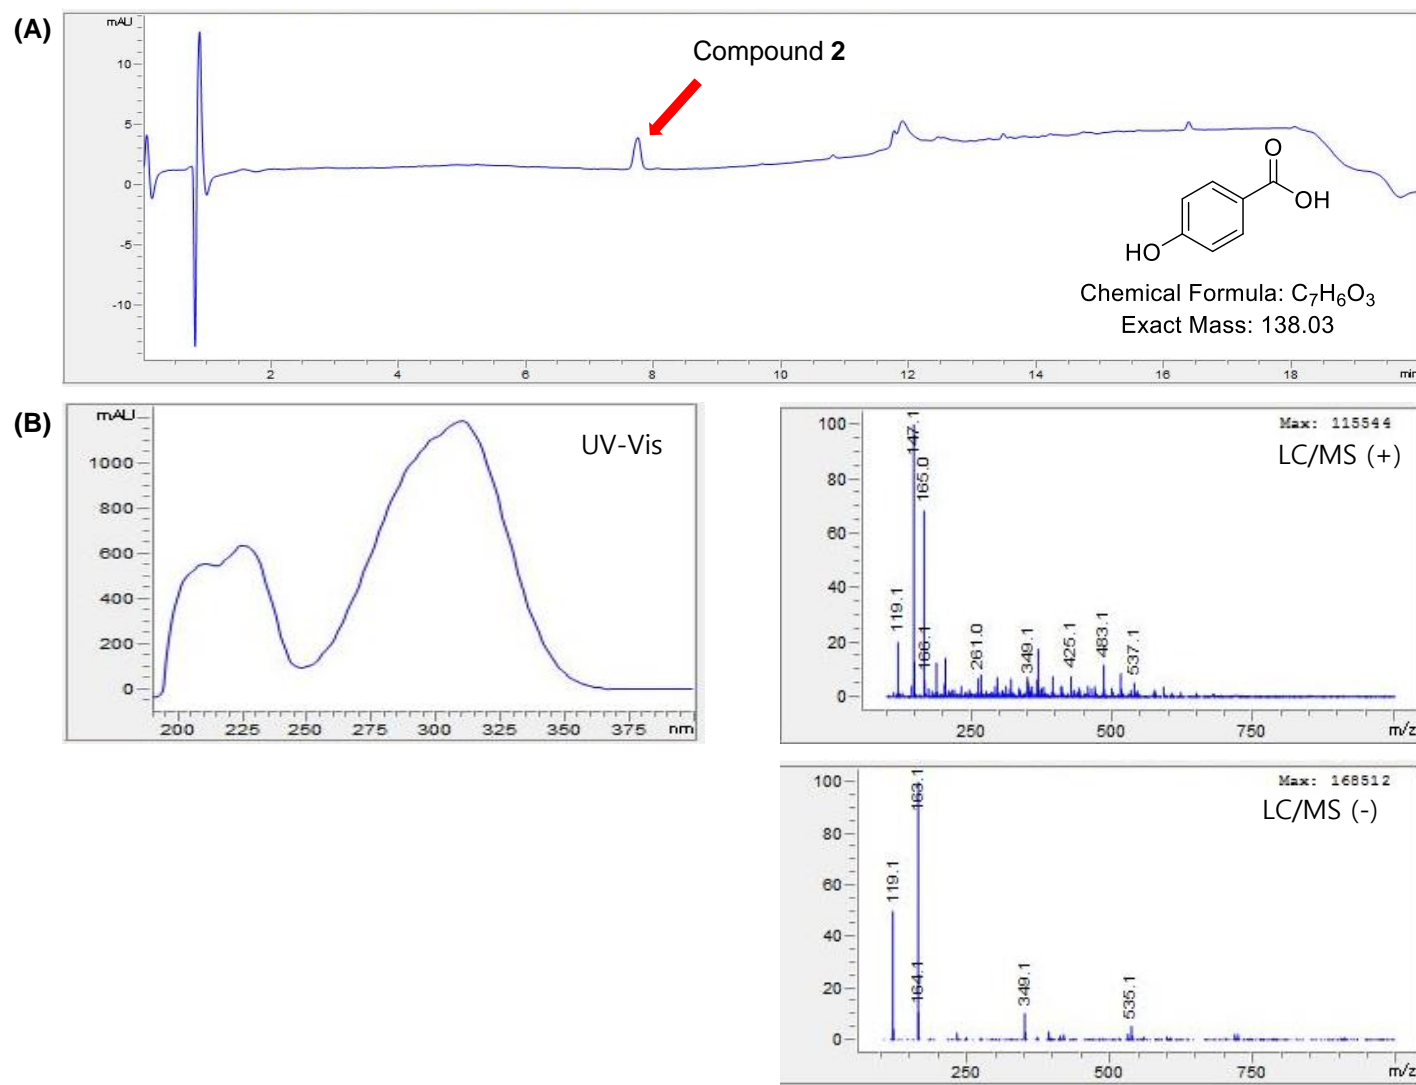 (A)
mAU
10
5
0
-5
-10
2 4 6 8 10 12 14 16 18 min
Compound 2
O
OH
HO
Chemical Formula: C7H6O3
Exact Mass: 138.03
(B)
mAU
1000
800
600
400
200
0
200 225 250 275 300 325 350 375 nm
UV-Vis
100
80
60
40
20
0
250 500 750 m/z
Max: 115544
LC/MS (+)
119.1
147.1
165.0
166.1
261.0
349.1
425.1
483.1
537.1
100
80
60
40
20
0
250 500 750 m/z
Max: 168512
LC/MS (-)
119.1
163.1
164.1
349.1
535.1